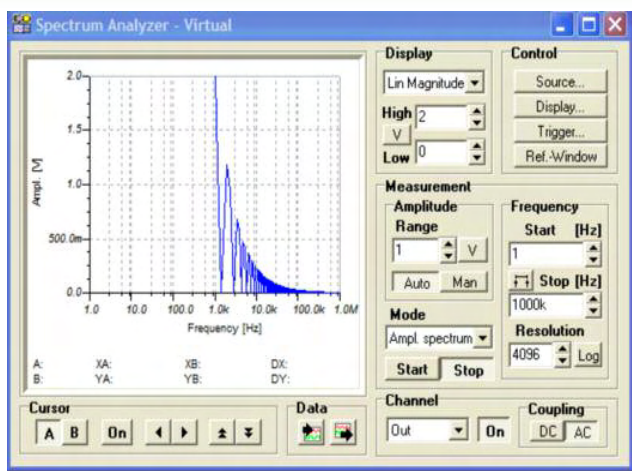 Spectrum Analyzer - Virtual
2.0
1.5
1.0
500.0m
0.0
Ampl. [V]
1.0 10.0 100.0 1.0k 10.0k 100.0k 1.0M
Frequency [Hz]
A: XA: XB: DX:
B: YA: YB: DY:
Cursor
A B On
Data
Display
Lin Magnitude
High 2
V
Low 0
Control
Source...
Display...
Trigger...
Ref.-Window
Measurement
Amplitude
Range
1 V
Auto Man
Mode
Ampl. spectrum
Start Stop
Frequency
Start [Hz]
1
Stop [Hz]
1000k
Resolution
4096 Log
Channel
Out On
Coupling
DC AC